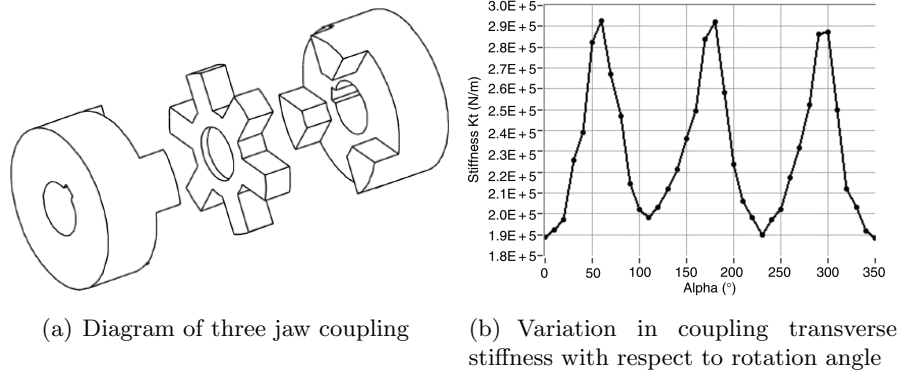 3.0E + 5
2.9E + 5
2.8E + 5
2.7E + 5
2.6E + 5
2.5E + 5
2.4E + 5
2.3E + 5
2.2E + 5
2.1E + 5
2.0E + 5
1.9E + 5
1.8E + 5
Stiffness Kt (N/m)
0 50 100 150 200 250 300 350
Alpha (°)
(a) Diagram of three jaw coupling
(b) Variation in coupling transverse
stiffness with respect to rotation angle